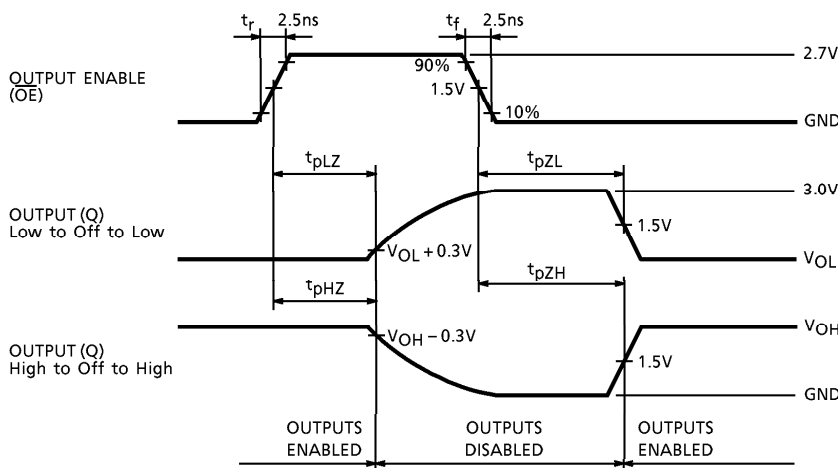 tr 2.5ns tf 2.5ns
2.7V
90%
OUTPUT ENABLE
(OE)
1.5V
10%
GND
tpLZ tpZL
3.0V
OUTPUT (Q)
Low to Off to Low
1.5V
VOL + 0.3V
VOL
tpHZ tpZH
VOH
VOH − 0.3V
OUTPUT (Q)
High to Off to High
1.5V
GND
OUTPUTS ENABLED
OUTPUTS DISABLED
OUTPUTS ENABLED